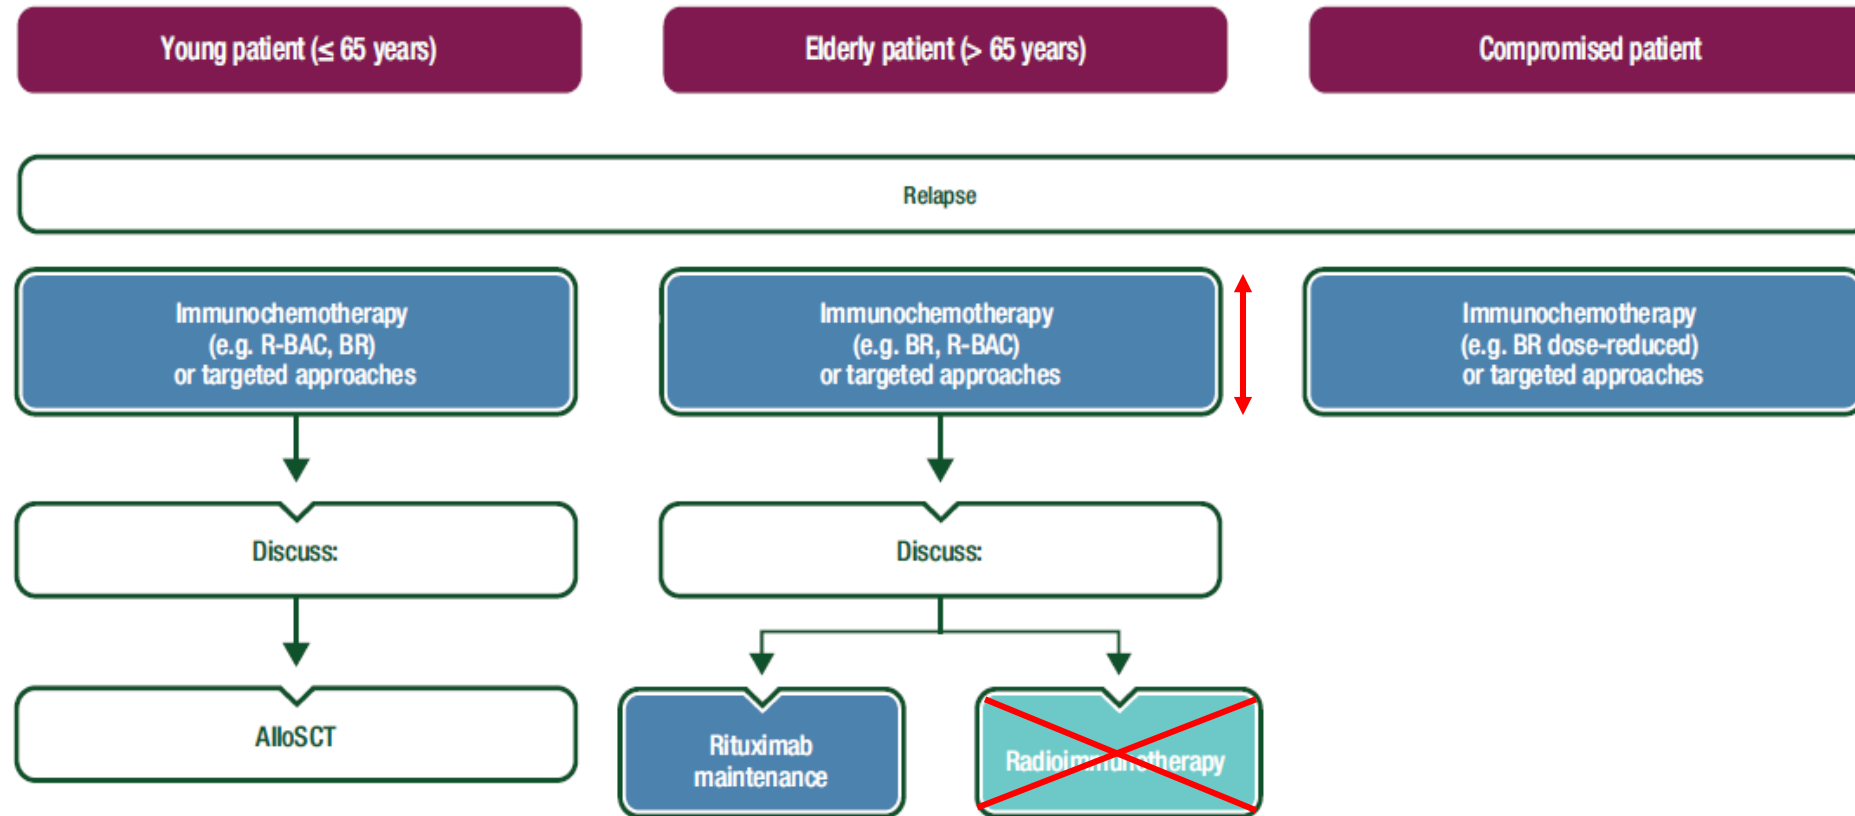 Young patient (≤ 65 years)
Elderly patient (> 65 years)
Compromised patient
Relapse
Immunochemotherapy
(e.g. R-BAC, BR)
or targeted approaches
Immunochemotherapy
(e.g. BR, R-BAC)
or targeted approaches
Immunochemotherapy
(e.g. BR dose-reduced)
or targeted approaches
Discuss:
Discuss:
AlloSCT
Rituximab
maintenance
Radioimmunotherapy